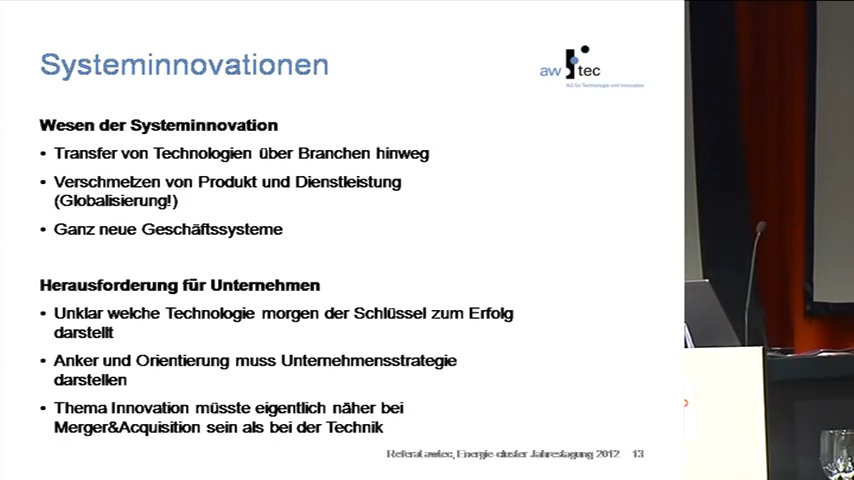 Systeminnovationen
aw tec
AG für Technologie und Innovation
Wesen der Systeminnovation
• Transfer von Technologien über Branchen hinweg
• Verschmelzen von Produkt und Dienstleistung
(Globalisierung!)
• Ganz neue Geschäftssysteme
Herausforderung für Unternehmen
• Unklar welche Technologie morgen der Schlüssel zum Erfolg
darstellt
• Anker und Orientierung muss Unternehmensstrategie
darstellen
• Thema Innovation müsste eigentlich näher bei
Merger&Acquisition sein als bei der Technik
Referat awtec, Energie-cluster Jahrestagung 2012 13